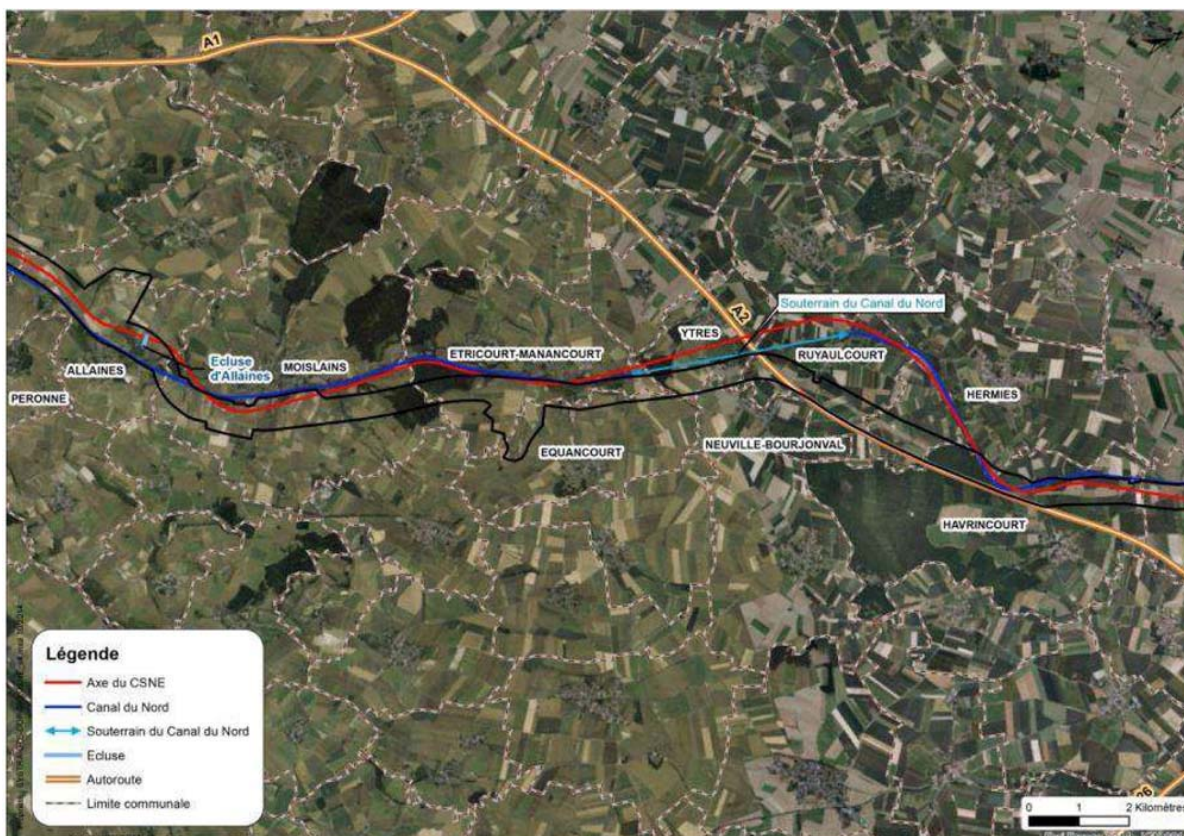 A1
A2
Souterrain du Canal du Nord
YTRES
RUYAULCOURT
ETRICOURT-MANANCOURT
Ecluse
d'Allaines
MOISLAINS
ALLAINES
PERONNE
HERMIES
EQUANCOURT
NEUVILLE-BOURJONVAL
HAVRINCOURT
Légende
Axe du CSNE
Canal du Nord
Souterrain du Canal du Nord
Ecluse
Autoroute
Limite communale
0 1 2 Kilomètres